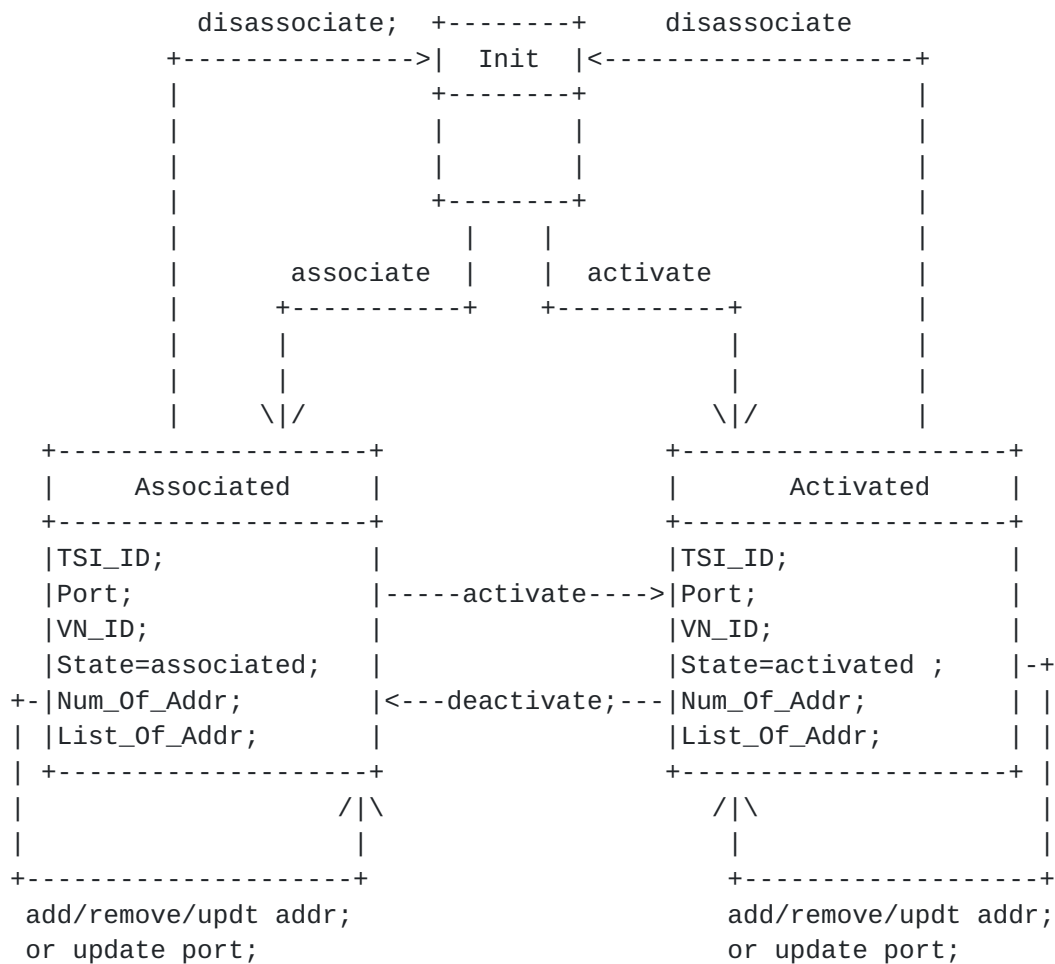 disassociate; disassociate
Init
associate activate
Associated Activated
TSI_ID; TSI_ID;
Port; activate Port;
VN_ID; VN_ID;
State=associated; State=activated ;
Num_Of_Addr; deactivate; Num_Of_Addr;
List_Of_Addr; List_Of_Addr;
add/remove/updt addr; add/remove/updt addr;
or update port; or update port;